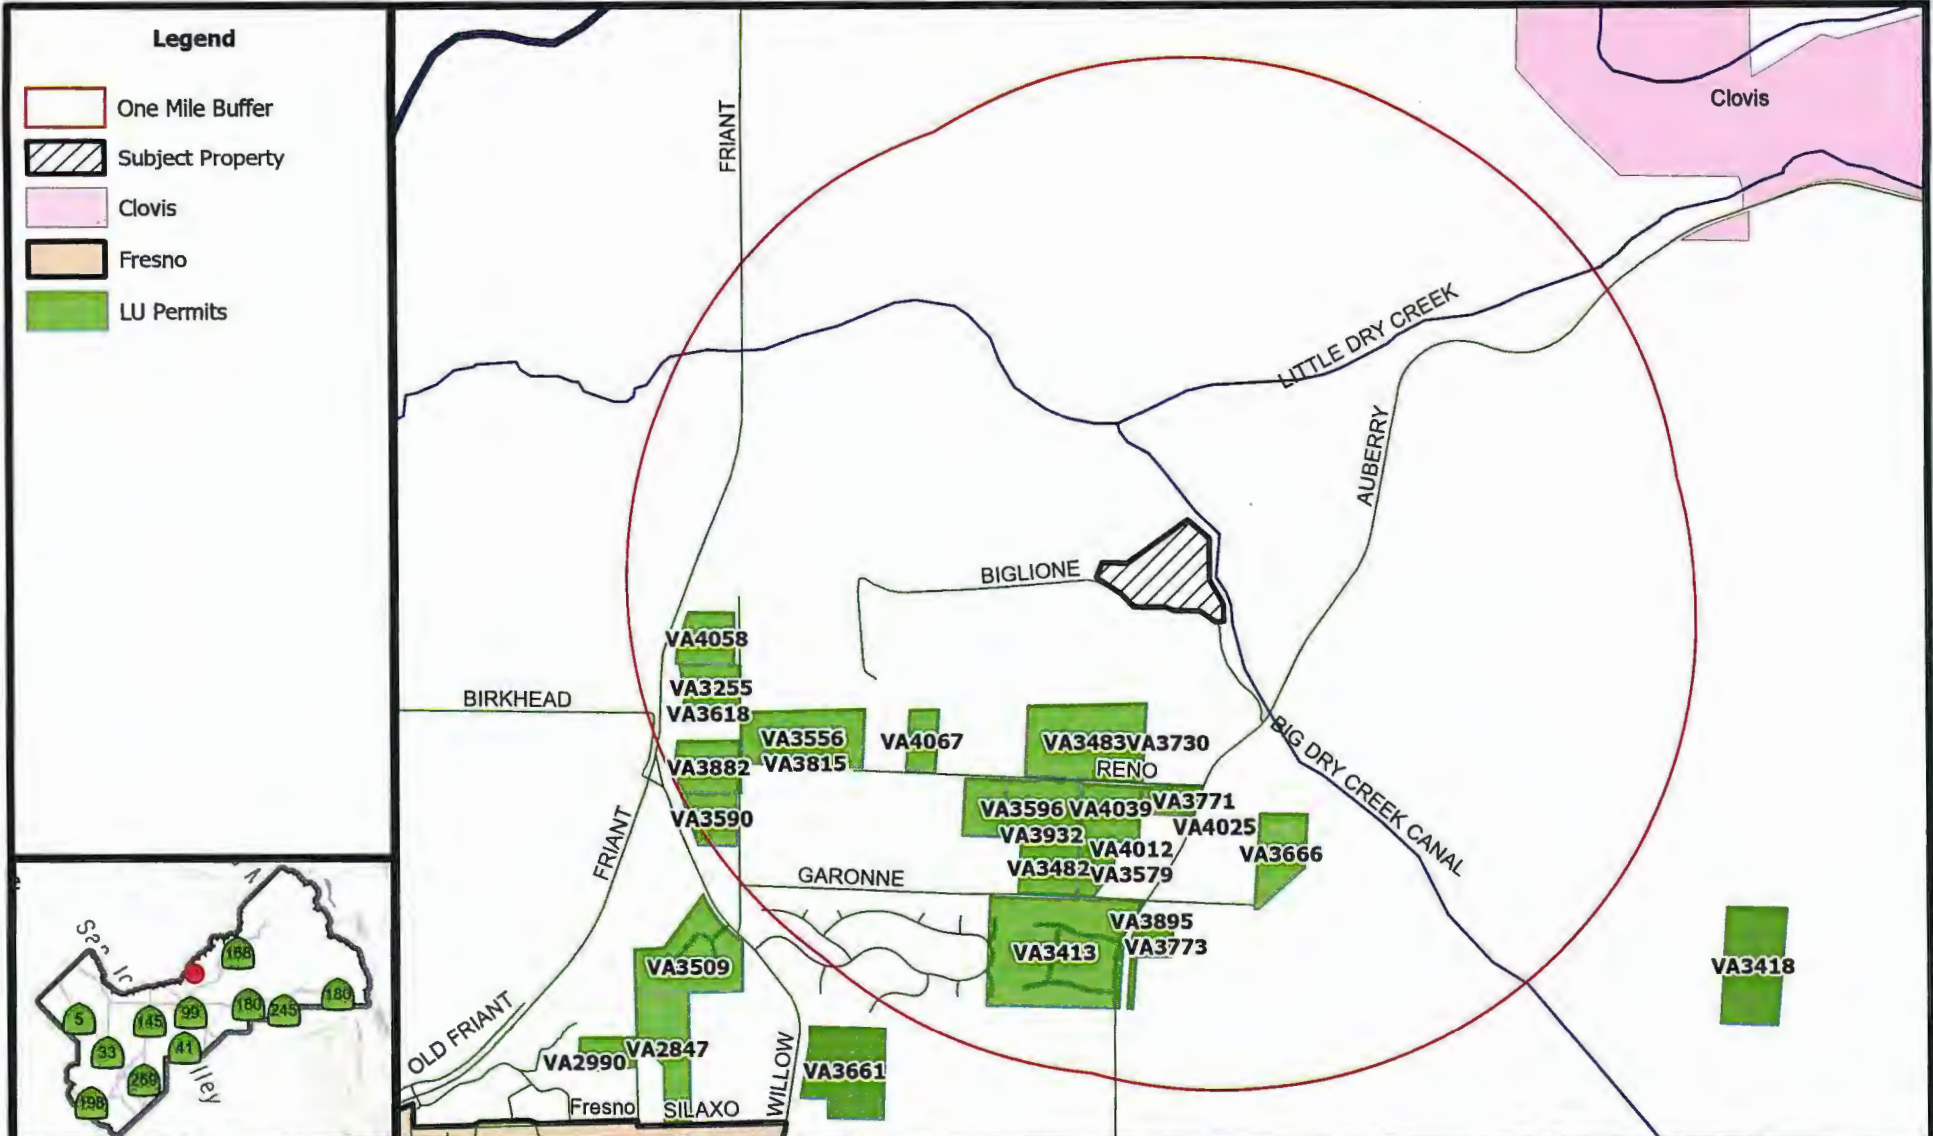 Legend
One Mile Buffer
Subject Property
Clovis
Fresno
LU Permits
Clovis
FRIANT
LITTLE DRY CREEK
AUBERRY
BIGLIONE
VA4058
VA3255
BIRKHEAD
VA3618
VA3556
VA4067
VA3483VA3730
BIG DRY CREEK CANAL
VA3882
VA3815
RENO
VA3590
VA3596
VA4039
VA3771
VA3932
VA4025
VA4012
VA3666
FRIANT
GARONNE
VA3482
VA3579
VA3895
VA3413
VA3773
VA3509
VA3418
OLD FRIANT
VA2990
VA2847
WILLOW
VA3661
Fresno
SILAXO
168
5
145
99
180
245
180
33
41
269
198
lley